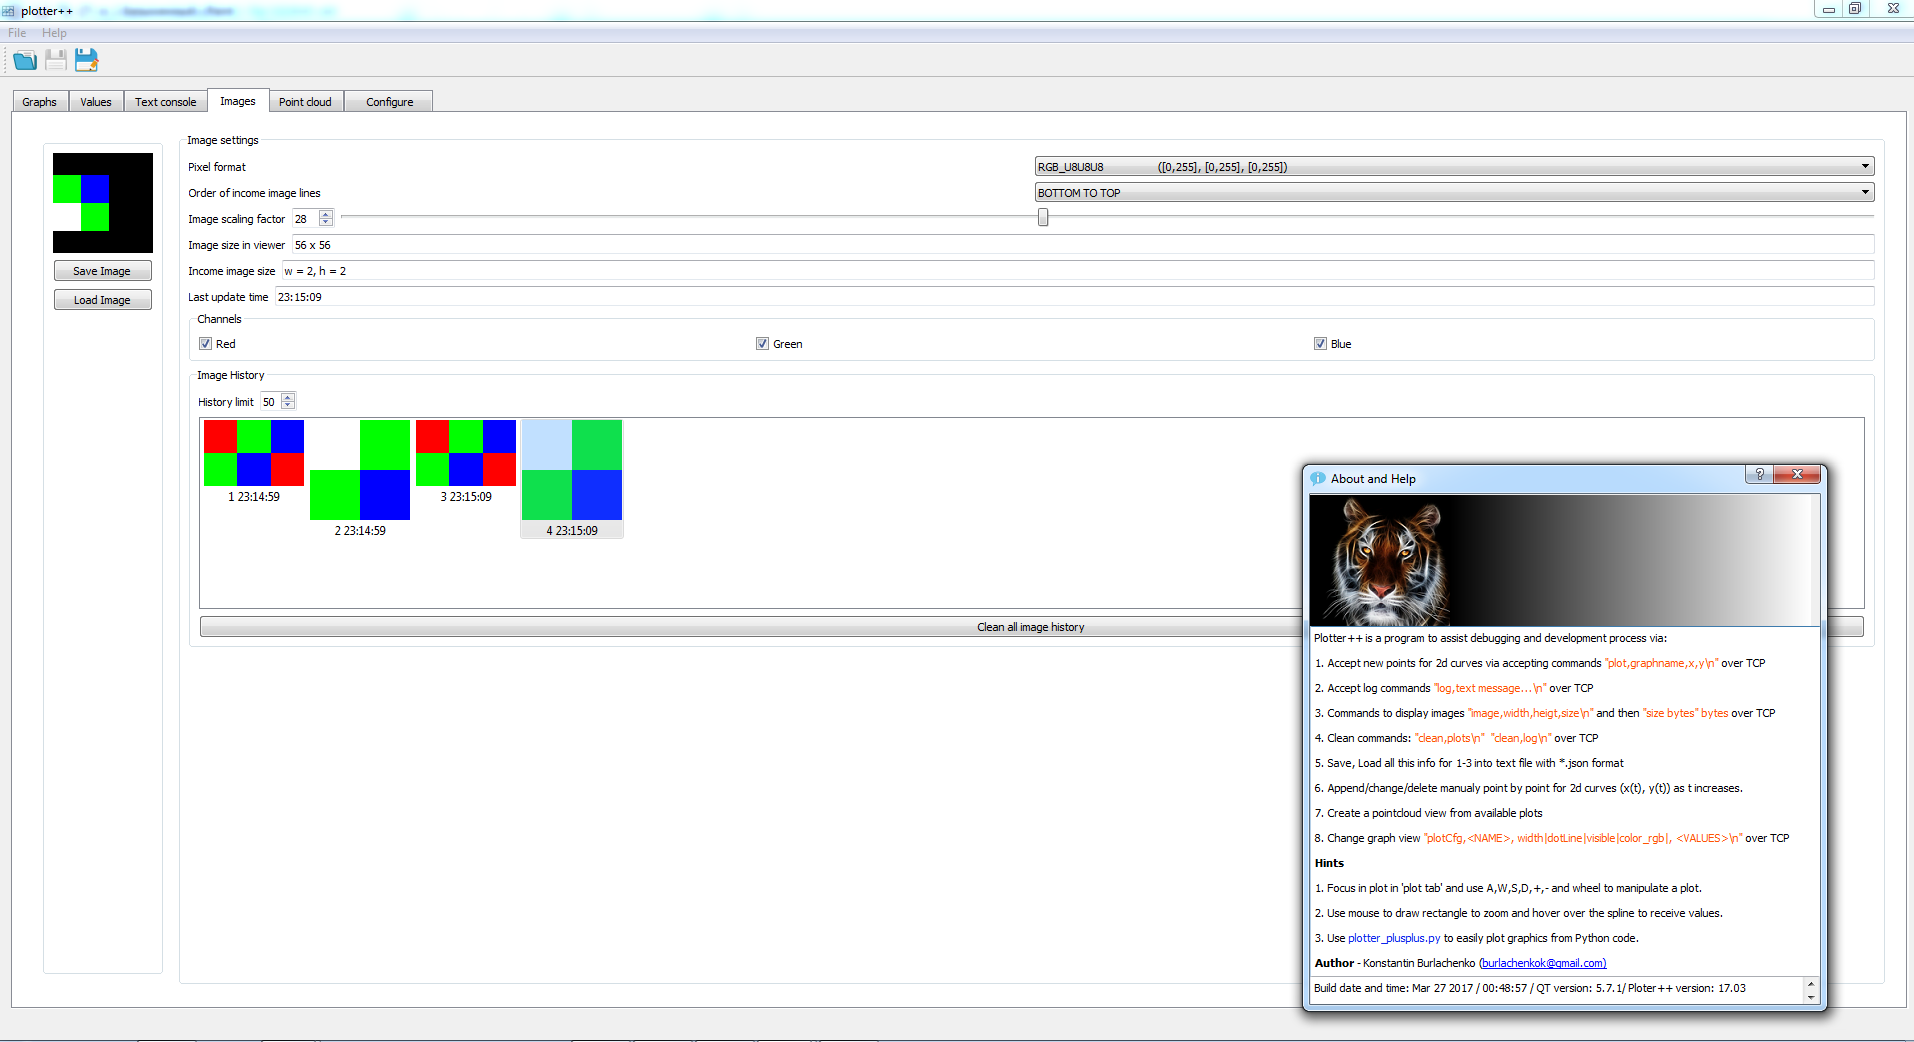 plotter++
File Help
Graphs Values Text console Images Point cloud Configure
Image settings
Pixel format RGB_U8U8U8 ([0,255], [0,255], [0,255])
Order of income image lines BOTTOM TO TOP
Image scaling factor 28
Image size in viewer 56 x 56
Income image size w = 2, h = 2
Last update time 23:15:09
Save Image
Load Image
Channels
Red Green Blue
Image History
History limit 50
1 23:14:59
2 23:14:59
3 23:15:09
4 23:15:09
Clean all image history
About and Help
Plotter++ is a program to assist debugging and development process via:
1. Accept new points for 2d curves via accepting commands "plot,graphname,x,y\n" over TCP
2. Accept log commands "log,text message...\n" over TCP
3. Commands to display images "image,width,heigt,size\n" and then "size bytes" bytes over TCP
4. Clean commands: "clean,plots\n" "clean,log\n" over TCP
5. Save, Load all this info for 1-3 into text file with *.json format
6. Append/change/delete manualy point by point for 2d curves (x(t), y(t)) as t increases.
7. Create a pointcloud view from available plots
8. Change graph view "plotCfg,<NAME>, width|dotLine|visible|color_rgb|, <VALUES>\n" over TCP
Hints
1. Focus in plot in 'plot tab' and use A,W,S,D,+,- and wheel to manipulate a plot.
2. Use mouse to draw rectangle to zoom and hover over the spline to receive values.
3. Use plotter_plusplus.py to easily plot graphics from Python code.
Author - Konstantin Burlachenko (burlachenkok@gmail.com)
Build date and time: Mar 27 2017 / 00:48:57 / QT version: 5.7.1/ Ploter++ version: 17.03